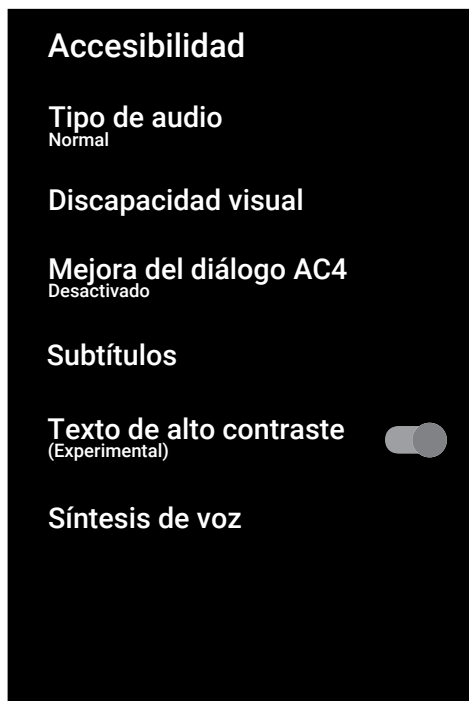 Accesibilidad
Tipo de audio
Normal
Discapacidad visual
Mejora del diálogo AC4
Desactivado
Subtítulos
Texto de alto contraste
(Experimental)
Síntesis de voz